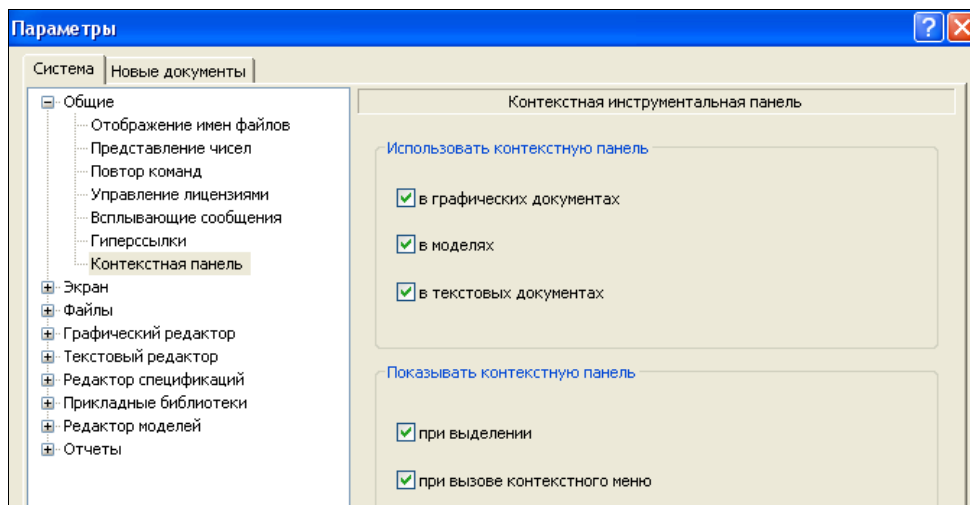 Параметры
Система
Новые документы
Общие
Отображение имен файлов
Представление чисел
Повтор команд
Управление лицензиями
Всплывающие сообщения
Гиперссылки
Контекстная панель
Экран
Файлы
Графический редактор
Текстовый редактор
Редактор спецификаций
Прикладные библиотеки
Редактор моделей
Отчеты
Контекстная инструментальная панель
Использовать контекстную панель
в графических документах
в моделях
в текстовых документах
Показывать контекстную панель
при выделении
при вызове контекстного меню